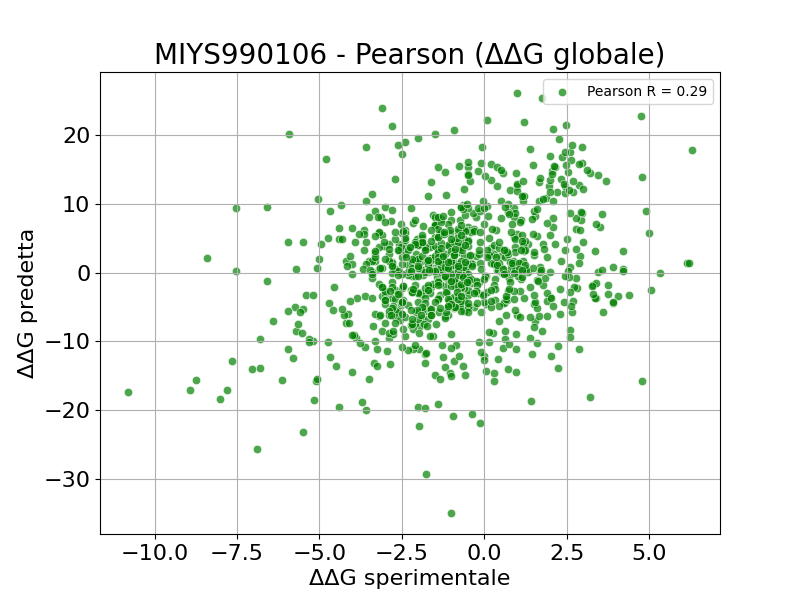 MIYS990106 - Pearson (ΔΔG globale)
Pearson R = 0.29
ΔΔG predetta
20
10
0
−10
−20
−30
−10.0 −7.5 −5.0 −2.5 0.0 2.5 5.0
ΔΔG sperimentale